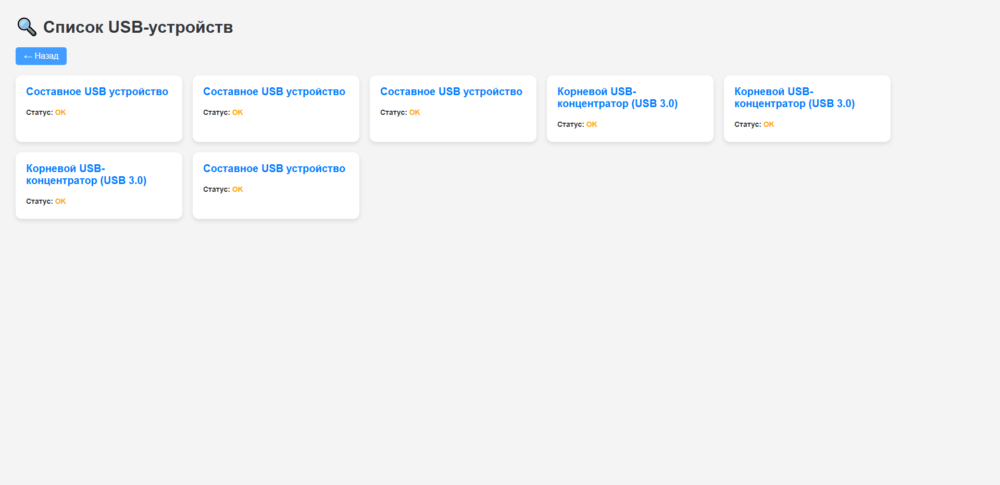 Список USB-устройств
← Назад
Составное USB устройство
Статус: OK
Составное USB устройство
Статус: OK
Составное USB устройство
Статус: OK
Корневой USB-
концентратор (USB 3.0)
Статус: OK
Корневой USB-
концентратор (USB 3.0)
Статус: OK
Корневой USB-
концентратор (USB 3.0)
Статус: OK
Составное USB устройство
Статус: OK